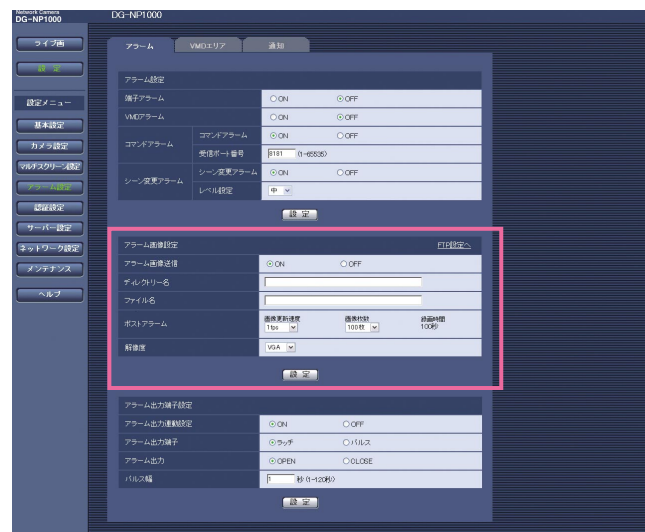 Network Camera
DG-NP1000
DG-NP1000
ライブ画
設定
設定メニュー
基本設定
カメラ設定
マルチスクリーン設定
アラーム設定
認証設定
サーバー設定
ネットワーク設定
メンテナンス
ヘルプ
アラーム VMDエリア 通知
アラーム設定
端子アラーム ON OFF
VMDアラーム ON OFF
コマンドアラーム コマンドアラーム ON OFF
受信ポート番号 8181 (1-65535)
シーン変更アラーム シーン変更アラーム ON OFF
レベル設定 中
設定
アラーム画像設定 FTP設定へ
アラーム画像送信 ON OFF
ディレクトリー名
ファイル名
ポストアラーム 画像更新速度 画像枚数 録画時間
1fps 100枚 100秒
解像度 VGA
設定
アラーム出力端子設定
アラーム出力連動設定 ON OFF
アラーム出力端子 ラッチ パルス
アラーム出力 OPEN CLOSE
パルス幅 1 秒(1-120秒)
設定